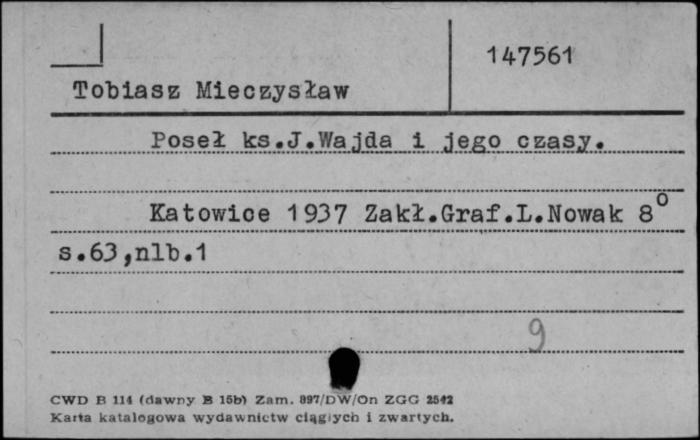 147561
Tobiasz Mieczysław
Poseł ks.J.Wajda i jego czasy.
Katowice 1937 Zakł.Graf.L.Nowak 8°
s.63,nlb.1
9
CWD B 114 (dawny B 15b) Zam. 897/DW/On ZGG 2542
Karta katalogowa wydawnictw ciągłych i zwartych.